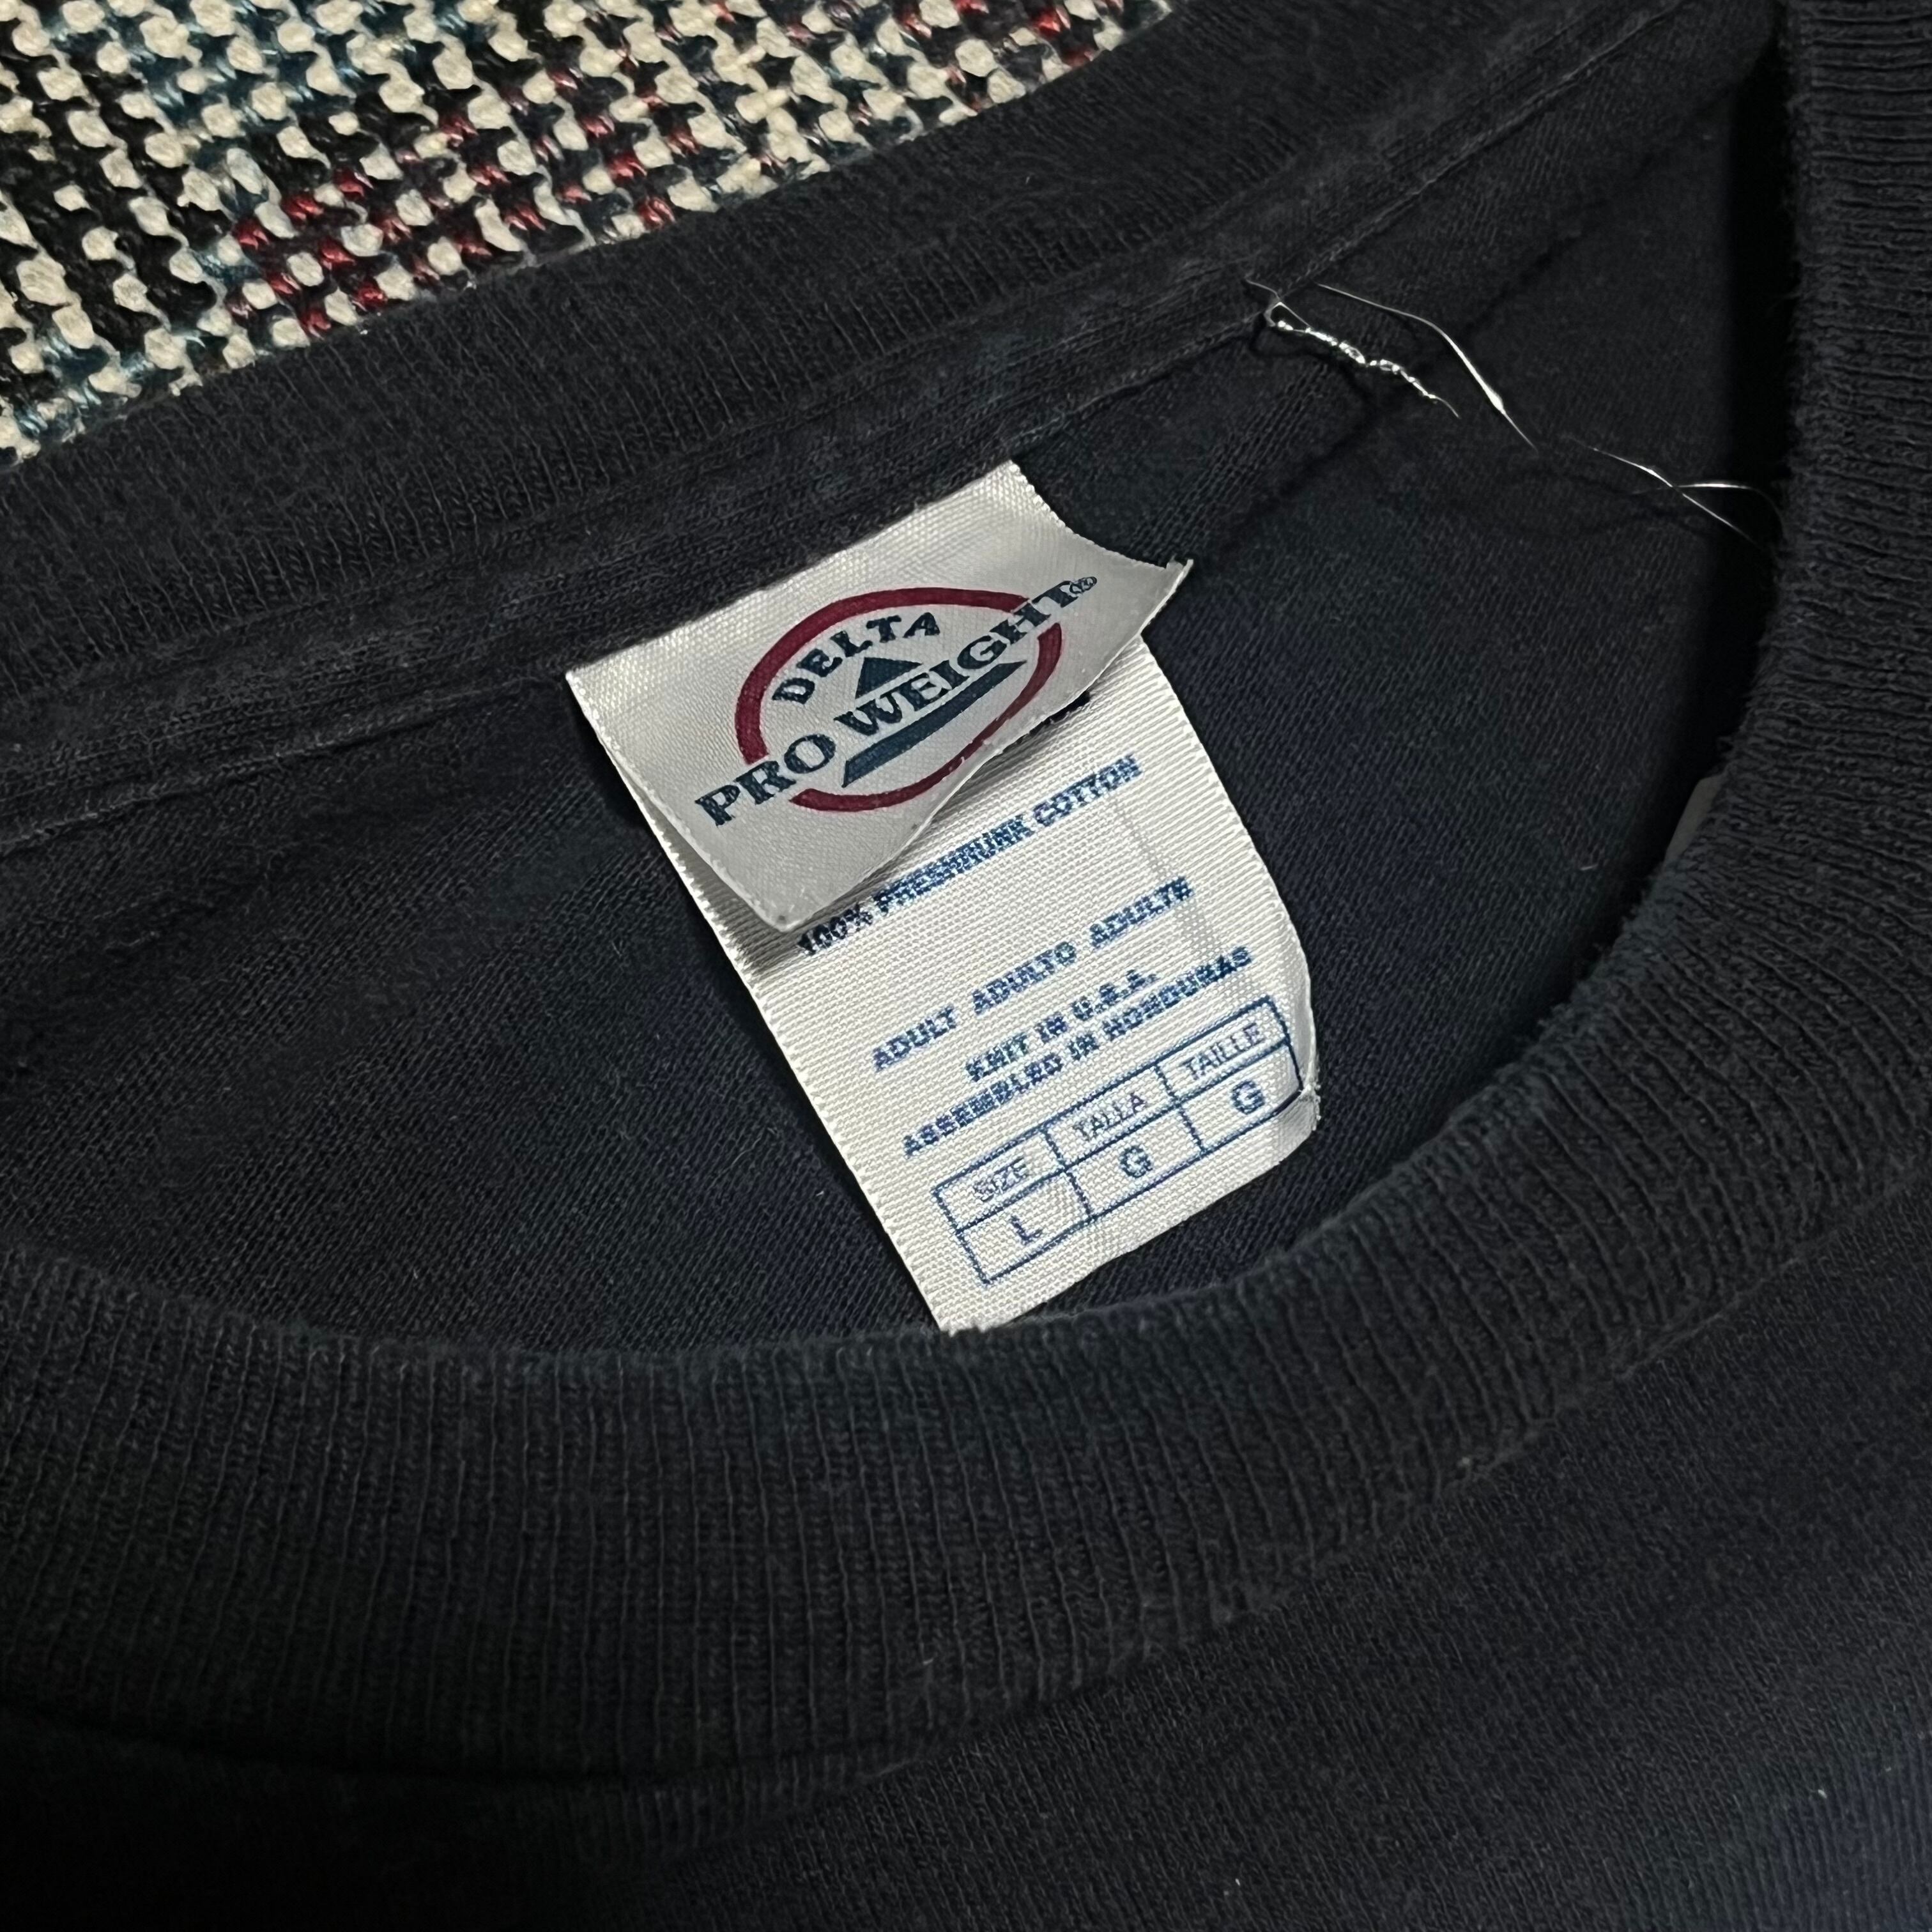 DELTA
PRO WEIGHT®
100% PRESHRUNK COTTON
ADULT ADULTO ADULTE
KNIT IN U.S.A.
ASSEMBLED IN HONDURAS
SIZE TALLA TAILLE
L G G